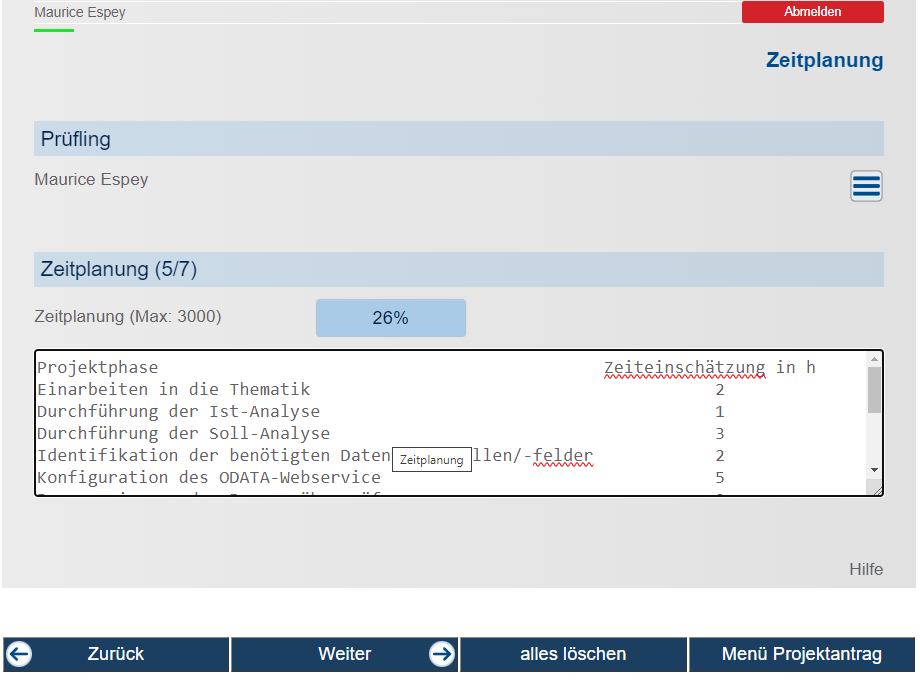 Maurice Espey
Abmelden
Zeitplanung
Prüfling
Maurice Espey
Zeitplanung (5/7)
Zeitplanung (Max: 3000)
26%
Projektphase Zeiteinschätzung in h
Einarbeiten in die Thematik 2
Durchführung der Ist-Analyse 1
Durchführung der Soll-Analyse 3
Identifikation der benötigten Daten llen/-felder 2
Zeitplanung
Konfiguration des ODATA-Webservice 5
Hilfe
Zurück
Weiter
alles löschen
Menü Projektantrag